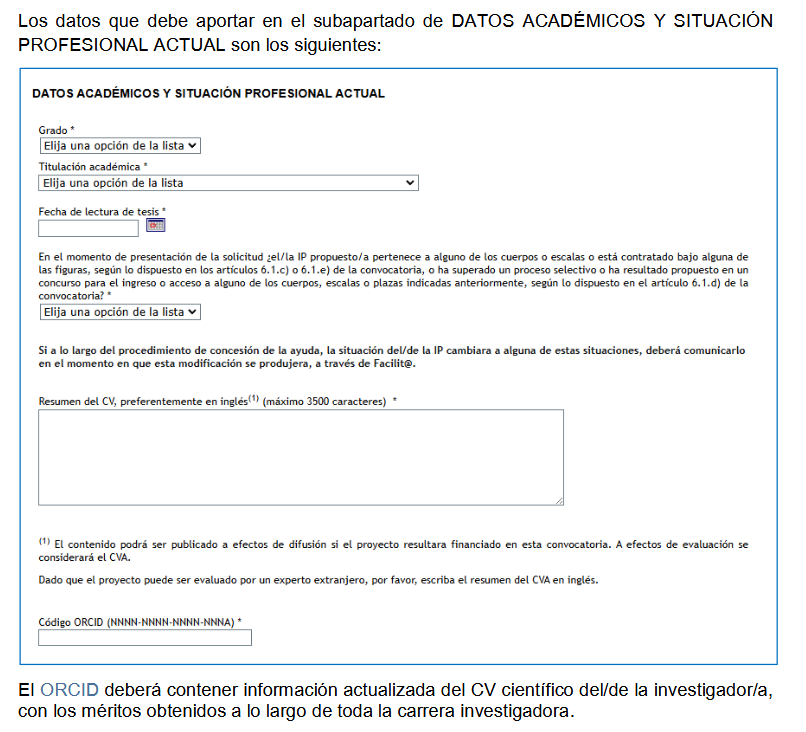 Los datos que debe aportar en el subapartado de DATOS ACADÉMICOS Y SITUACIÓN
PROFESIONAL ACTUAL son los siguientes:
DATOS ACADÉMICOS Y SITUACIÓN PROFESIONAL ACTUAL
Grado *
Elija una opción de la lista
Titulación académica *
Elija una opción de la lista
Fecha de lectura de tesis *
En el momento de presentación de la solicitud ¿el/la IP propuesto/a pertenece a alguno de los cuerpos o escalas o está contratado bajo alguna de
las figuras, según lo dispuesto en los artículos 6.1.c) o 6.1.e) de la convocatoria, o ha superado un proceso selectivo o ha resultado propuesto en un
concurso para el ingreso o acceso a alguno de los cuerpos, escalas o plazas indicadas anteriormente, según lo dispuesto en el artículo 6.1.d) de la
convocatoria? *
Elija una opción de la lista
Si a lo largo del procedimiento de concesión de la ayuda, la situación del/de la IP cambiara a alguna de estas situaciones, deberá comunicarlo
en el momento en que esta modificación se produjera, a través de Facilit@.
Resumen del CV, preferentemente en inglés(1) (máximo 3500 caracteres) *
(1) El contenido podrá ser publicado a efectos de difusión si el proyecto resultara financiado en esta convocatoria. A efectos de evaluación se
considerará el CVA.
Dado que el proyecto puede ser evaluado por un experto extranjero, por favor, escriba el resumen del CVA en inglés.
Código ORCID (NNNN-NNNN-NNNN-NNNA) *
El ORCID deberá contener información actualizada del CV científico del/de la investigador/a,
con los méritos obtenidos a lo largo de toda la carrera investigadora.